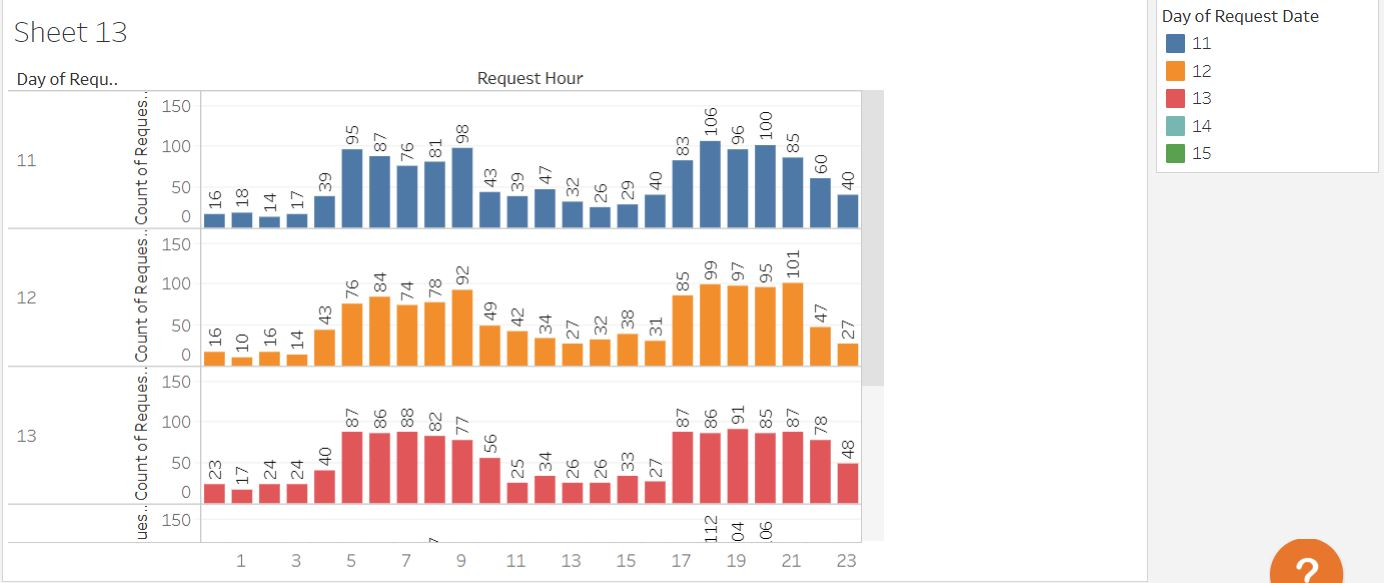 Sheet 13
Day of Requ..
Request Hour
11
Count of Reques..
150
100
50
0
16 18 14 17 39 95 87 76 81 98 43 39 47 32 26 29 40 83 106 96 100 85 60 40
12
Count of Reques..
150
100
50
0
16 10 16 14 43 76 84 74 78 92 49 42 34 27 32 38 31 85 99 97 95 101 47 27
13
Count of Reques..
150
100
50
0
23 17 24 24 40 87 86 88 82 77 56 25 34 26 26 33 27 87 86 91 85 87 78 48
ues..
150
112 04 06
1 3 5 7 9 11 13 15 17 19 21 23
Day of Request Date
11
12
13
14
15
?